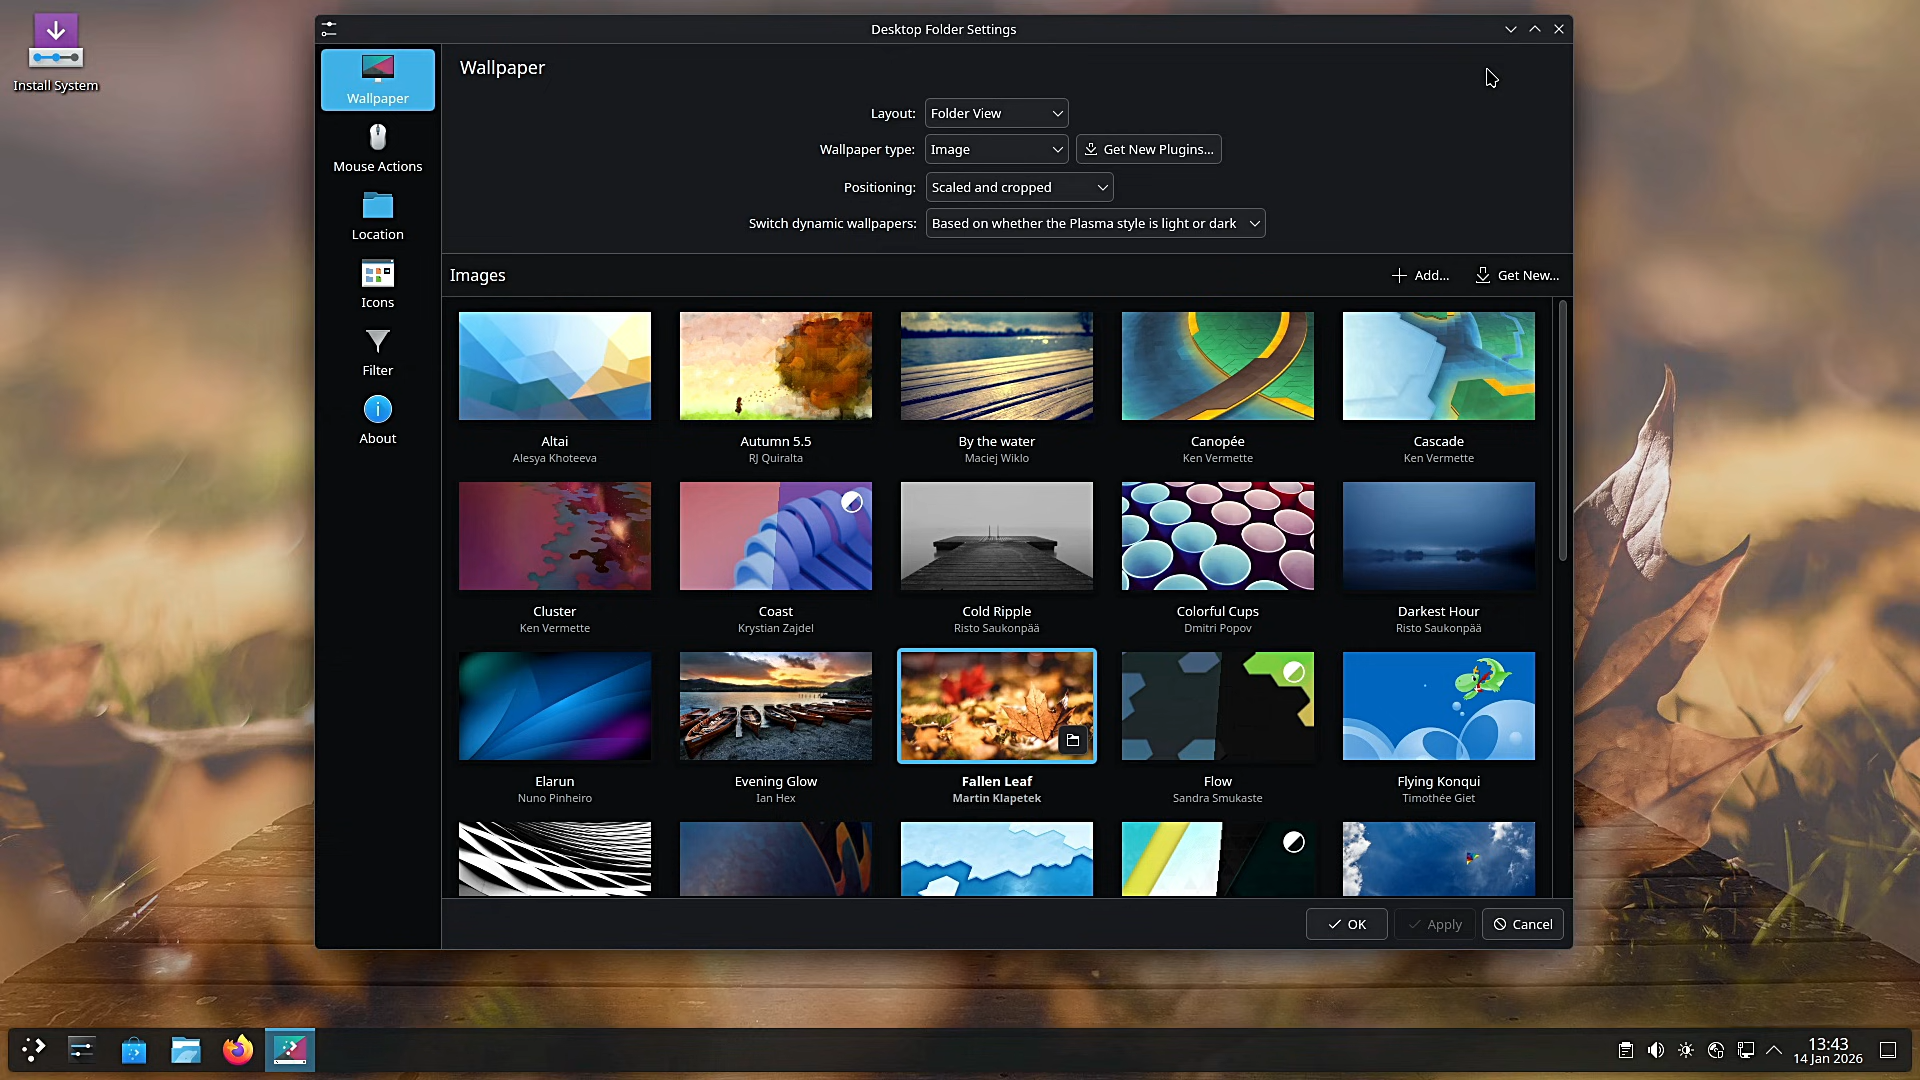 Install System
Desktop Folder Settings
Wallpaper
Mouse Actions
Location
Icons
Filter
About
Wallpaper
Layout: Folder View
Wallpaper type: Image Get New Plugins...
Positioning: Scaled and cropped
Switch dynamic wallpapers: Based on whether the Plasma style is light or dark
Images Add... Get New...
Altai Autumn 5.5 By the water Canopée Cascade
Alesya Khoteeva RJ Quiralta Maciej Wiklo Ken Vermette Ken Vermette
Cluster Coast Cold Ripple Colorful Cups Darkest Hour
Ken Vermette Krystian Zajdel Risto Saukonpää Dmitri Popov Risto Saukonpää
Elarun Evening Glow Fallen Leaf Flow Flying Konqui
Nuno Pinheiro Ian Hex Martin Klapetek Sandra Smukaste Timothée Giet
OK Apply Cancel
13:43
14 Jan 2026